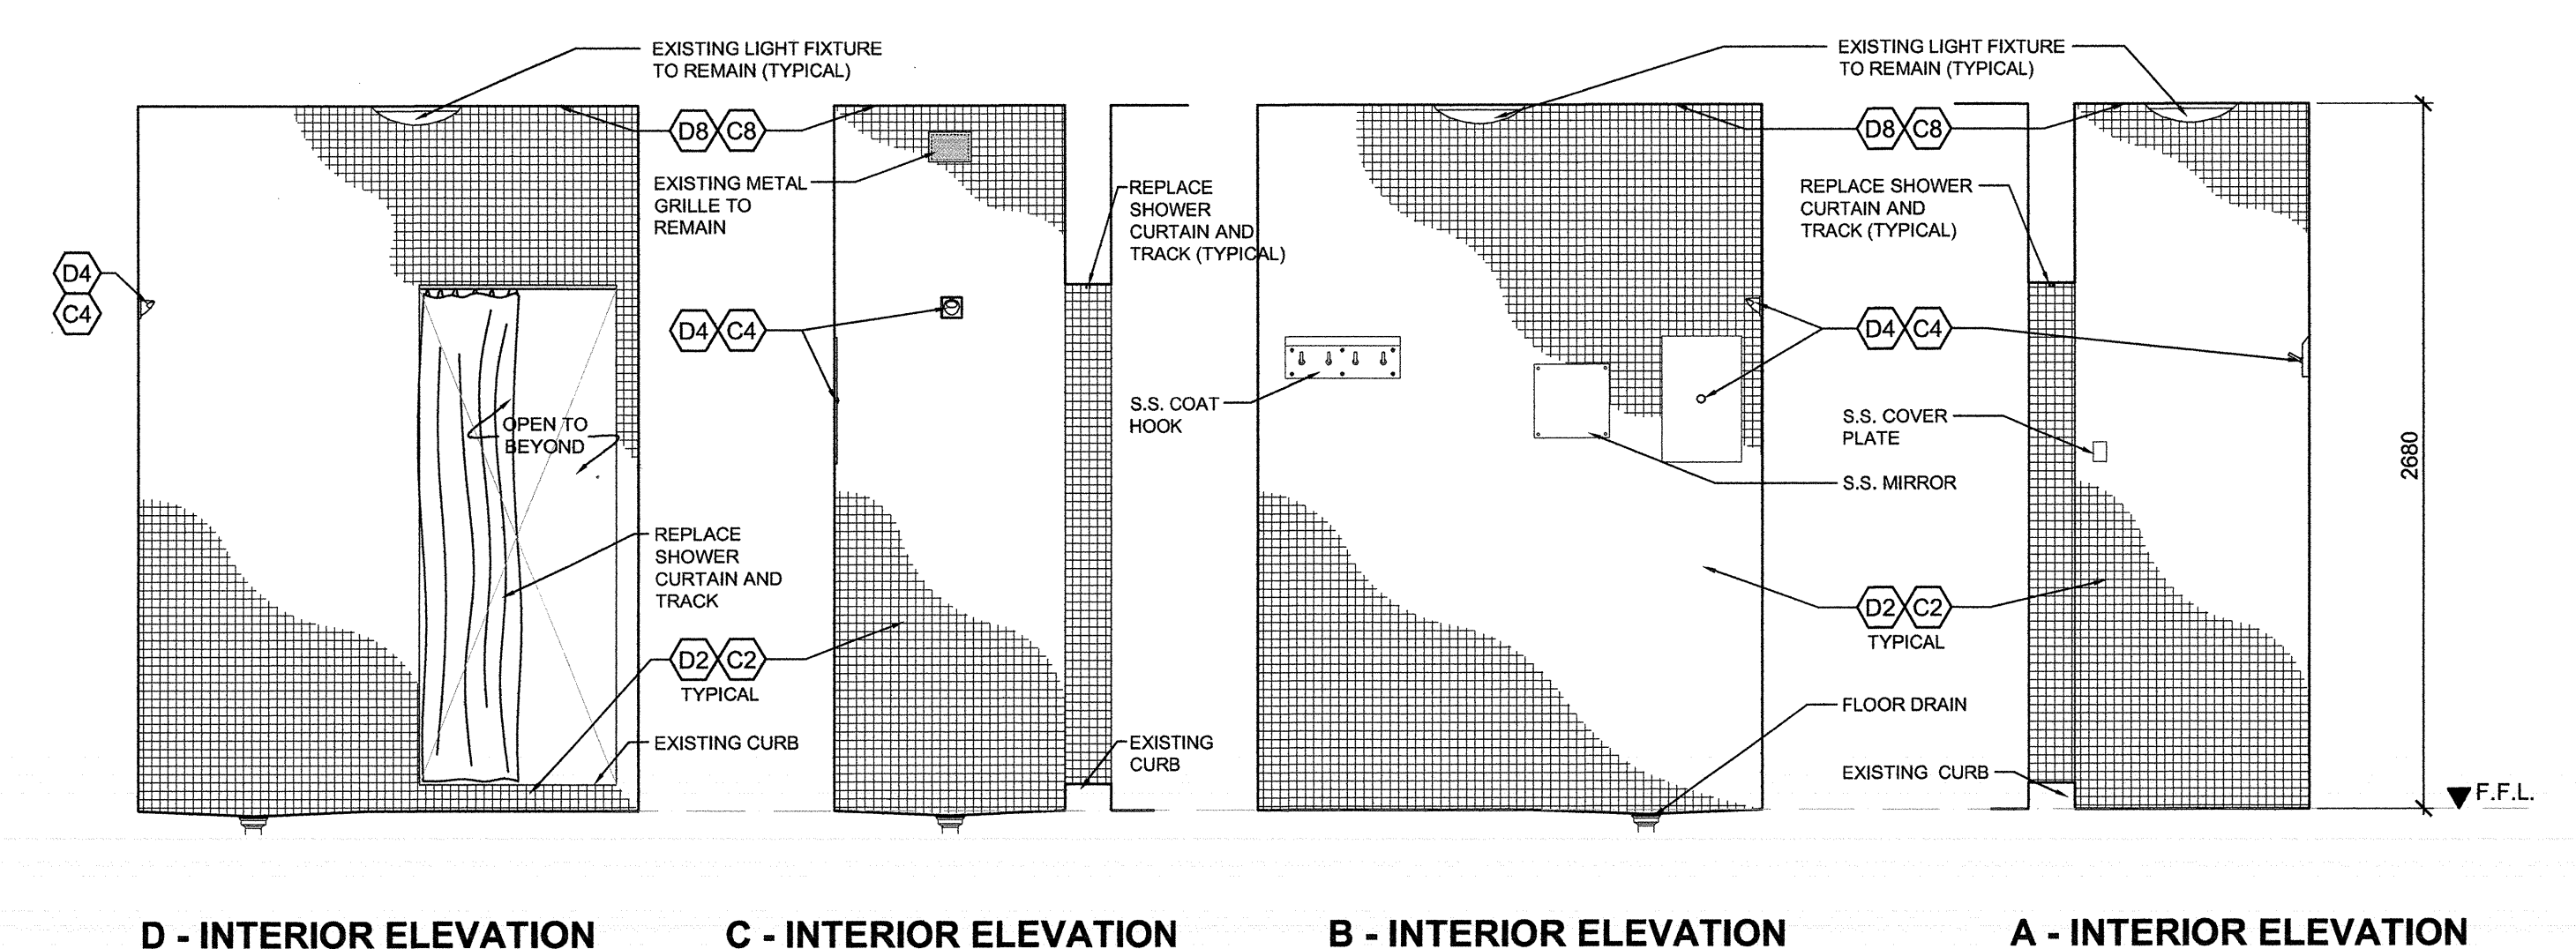 EXISTING LIGHT FIXTURE
TO REMAIN (TYPICAL)
D8 C8
EXISTING METAL
GRILLE TO
REMAIN
D4
C4
D4 C4
OPEN TO
BEYOND
REPLACE
SHOWER
CURTAIN AND
TRACK
D2 C2
TYPICAL
EXISTING CURB
REPLACE
SHOWER
CURTAIN AND
TRACK (TYPICAL)
S.S. COAT
HOOK
EXISTING
CURB
EXISTING LIGHT FIXTURE
TO REMAIN (TYPICAL)
D8 C8
REPLACE SHOWER
CURTAIN AND
TRACK (TYPICAL)
D4 C4
S.S. COVER
PLATE
S.S. MIRROR
D2 C2
TYPICAL
FLOOR DRAIN
EXISTING CURB
2680
F.F.L.
D - INTERIOR ELEVATION
C - INTERIOR ELEVATION
B - INTERIOR ELEVATION
A - INTERIOR ELEVATION